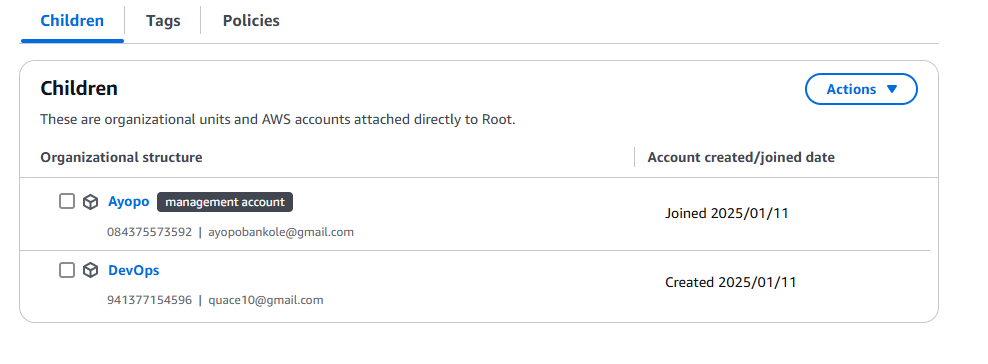 Children Tags Policies
Children
Actions
These are organizational units and AWS accounts attached directly to Root.
Organizational structure Account created/joined date
Ayopo management account
Joined 2025/01/11
084375573592 | ayopobankole@gmail.com
DevOps
Created 2025/01/11
941377154596 | quace10@gmail.com